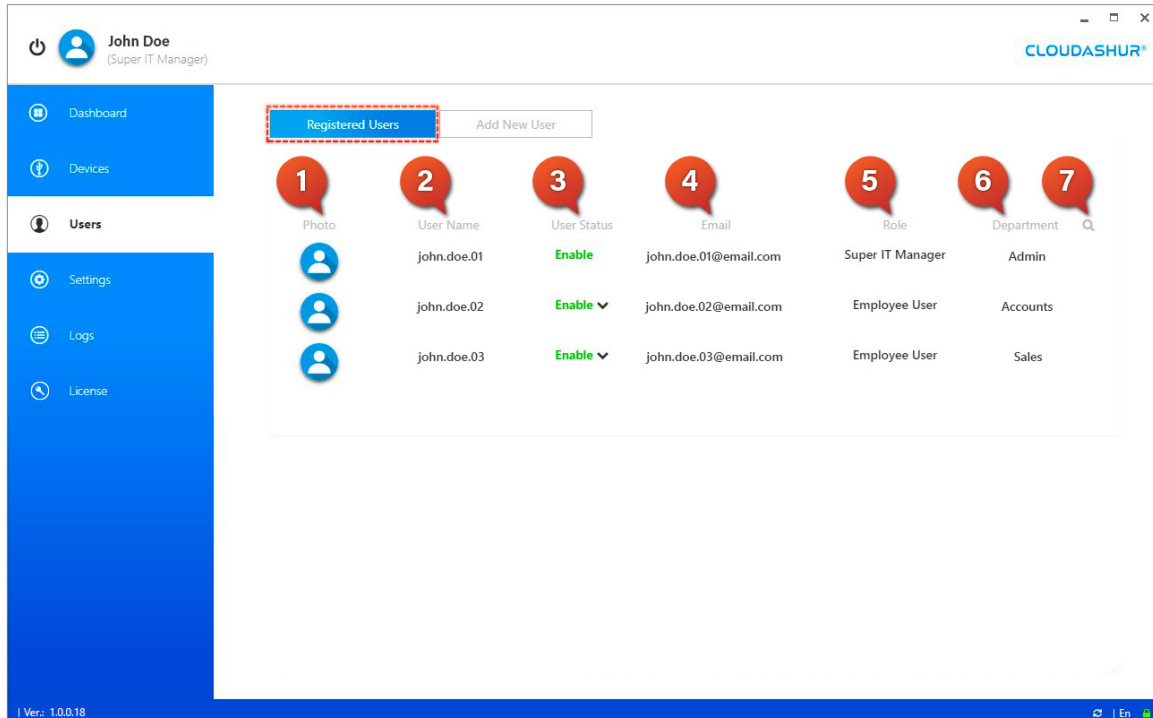 John Doe
(Super IT Manager)
CLOUDASHUR®
Dashboard
Devices
Users
Settings
Logs
License
Registered Users
Add New User
1 2 3 4 5 6 7
Photo User Name User Status Email Role Department
john.doe.01 Enable john.doe.01@email.com Super IT Manager Admin
john.doe.02 Enable john.doe.02@email.com Employee User Accounts
john.doe.03 Enable john.doe.03@email.com Employee User Sales
| Ver.: 1.0.0.18
| En